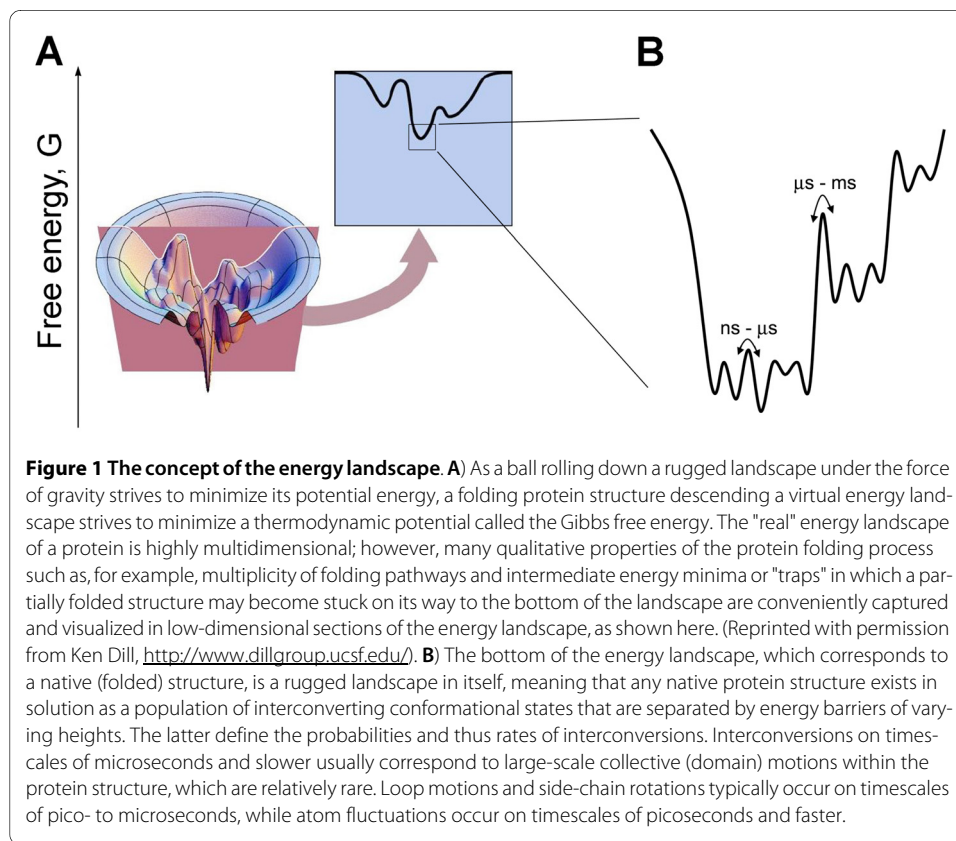 A
B
Free energy, G
μs - ms
ns - μs
Figure 1 The concept of the energy landscape. A) As a ball rolling down a rugged landscape under the force
of gravity strives to minimize its potential energy, a folding protein structure descending a virtual energy land-
scape strives to minimize a thermodynamic potential called the Gibbs free energy. The "real" energy landscape
of a protein is highly multidimensional; however, many qualitative properties of the protein folding process
such as, for example, multiplicity of folding pathways and intermediate energy minima or "traps" in which a par-
tially folded structure may become stuck on its way to the bottom of the landscape are conveniently captured
and visualized in low-dimensional sections of the energy landscape, as shown here. (Reprinted with permission
from Ken Dill, http://www.dillgroup.ucsf.edu/). B) The bottom of the energy landscape, which corresponds to
a native (folded) structure, is a rugged landscape in itself, meaning that any native protein structure exists in
solution as a population of interconverting conformational states that are separated by energy barriers of vary-
ing heights. The latter define the probabilities and thus rates of interconversions. Interconversions on times-
cales of microseconds and slower usually correspond to large-scale collective (domain) motions within the
protein structure, which are relatively rare. Loop motions and side-chain rotations typically occur on timescales
of pico- to microseconds, while atom fluctuations occur on timescales of picoseconds and faster.